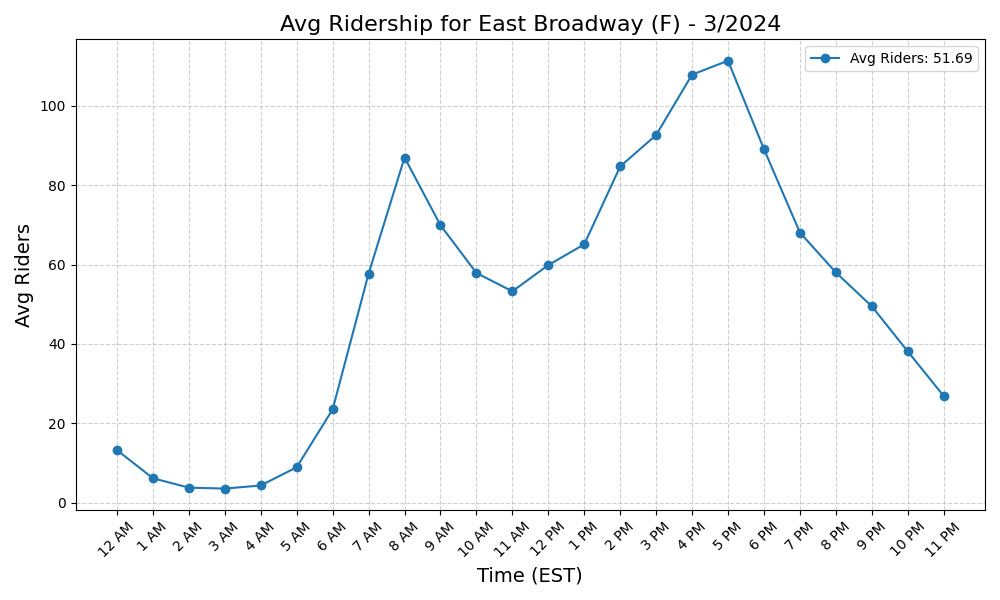 Avg Ridership for East Broadway (F) - 3/2024
Avg Riders: 51.69
Avg Riders
100
80
60
40
20
0
12 AM
1 AM
2 AM
3 AM
4 AM
5 AM
6 AM
7 AM
8 AM
9 AM
10 AM
11 AM
12 PM
1 PM
2 PM
3 PM
4 PM
5 PM
6 PM
7 PM
8 PM
9 PM
10 PM
11 PM
Time (EST)